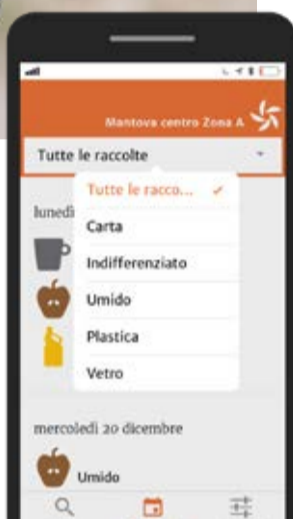 Mantova centro Zona A
Tutte le raccolte
Tutte le racco...
lunedì
Carta
Indifferenziato
Umido
Plastica
Vetro
mercoledì 20 dicembre
Umido